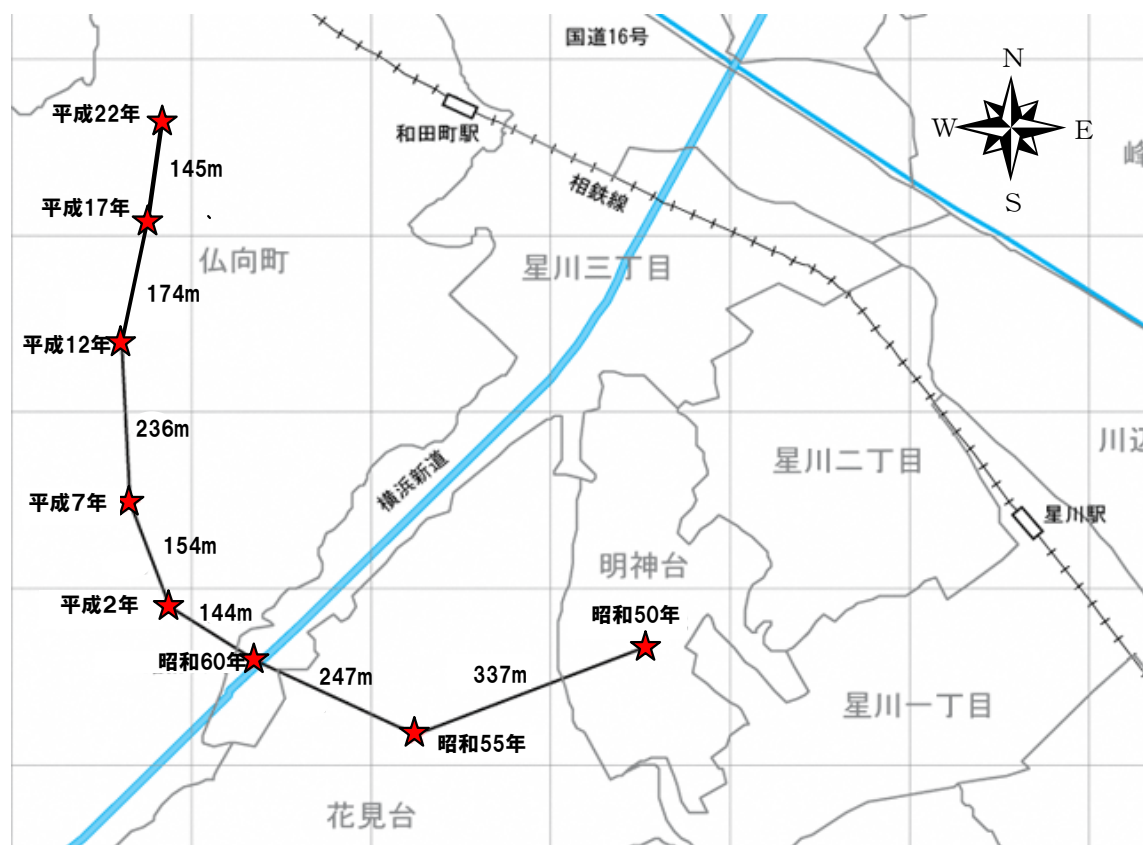 国道16号
N
平成22年
和田町駅
W
E
峰
145m
相鉄線
S
平成17年
仏向町
星川三丁目
174m
平成12年
236m
川辺
星川二丁目
横浜新道
平成7年
星川駅
154m
明神台
平成2年
144m
昭和50年
昭和60年
247m
337m
星川一丁目
昭和55年
花見台